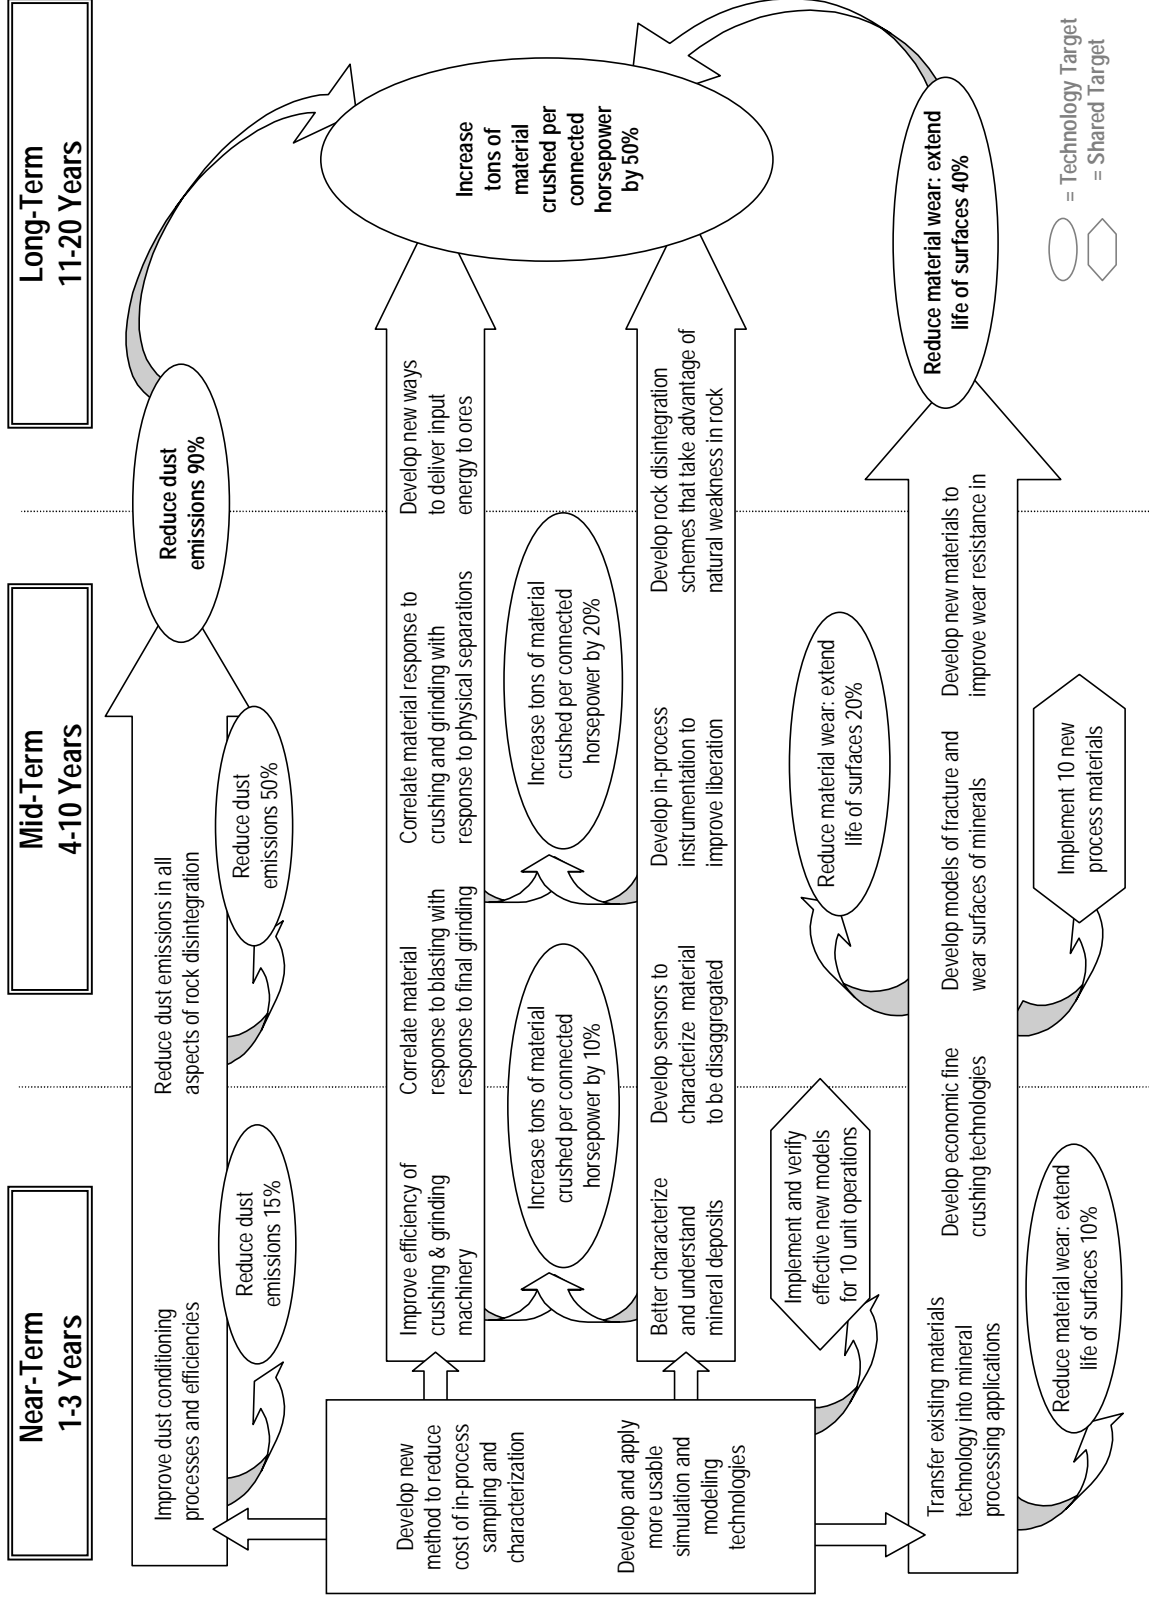 Near-Term
1-3 Years
Mid-Term
4-10 Years
Long-Term
11-20 Years
Improve dust conditioning
processes and efficiencies
Reduce dust emissions in all
aspects of rock disintegration
Reduce dust
emissions 90%
Reduce dust
emissions 15%
Reduce dust
emissions 50%
Develop new
method to reduce
cost of in-process
sampling and
characterization
Develop and apply
more usable
simulation and
modeling
technologies
Improve efficiency of
crushing & grinding
machinery
Correlate material
response to blasting with
response to final grinding
Correlate material response to
crushing and grinding with
response to physical separations
Develop new ways
to deliver input
energy to ores
Increase tons of material
crushed per connected
horsepower by 10%
Increase tons of material
crushed per connected
horsepower by 20%
Increase
tons of
material
crushed per
connected
horsepower
by 50%
Better characterize
and understand
mineral deposits
Develop sensors to
characterize material
to be disaggregated
Develop in-process
instrumentation to
improve liberation
Develop rock disintegration
schemes that take advantage of
natural weakness in rock
Implement and verify
effective new models
for 10 unit operations
Reduce material wear: extend
life of surfaces 20%
Transfer existing materials
technology into mineral
processing applications
Develop economic fine
crushing technologies
Develop models of fracture and
wear surfaces of minerals
Develop new materials to
improve wear resistance in
Reduce material wear: extend
life of surfaces 40%
Reduce material wear: extend
life of surfaces 10%
Implement 10 new
process materials
= Technology Target
= Shared Target